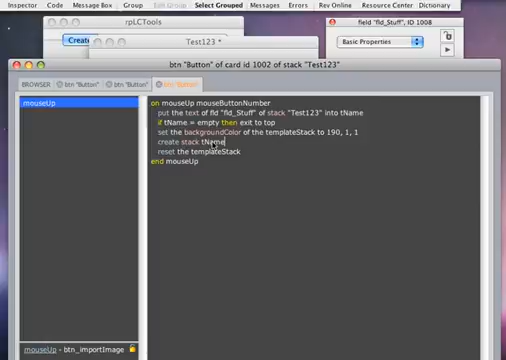 Inspector Code Message Box Group Edit Group Select Grouped Messages Errors Development Center Dictionary
rpLCTools
field "fld_Stuff", ID 1008
Create
Test123 *
Basic Properties
btn "Button" of card id 1002 of stack "Test123"
BROWSER btn "Button" btn "Button" btn "Button"
mouseUp
on mouseUp mouseButtonNumber
put the text of fld "fld_Stuff" of stack "Test123" into tName
if tName = empty then exit to top
set the backgroundColor of the templateStack to 190, 1, 1
create stack tName
reset the templateStack
end mouseUp
mouseUp - btn_importImage